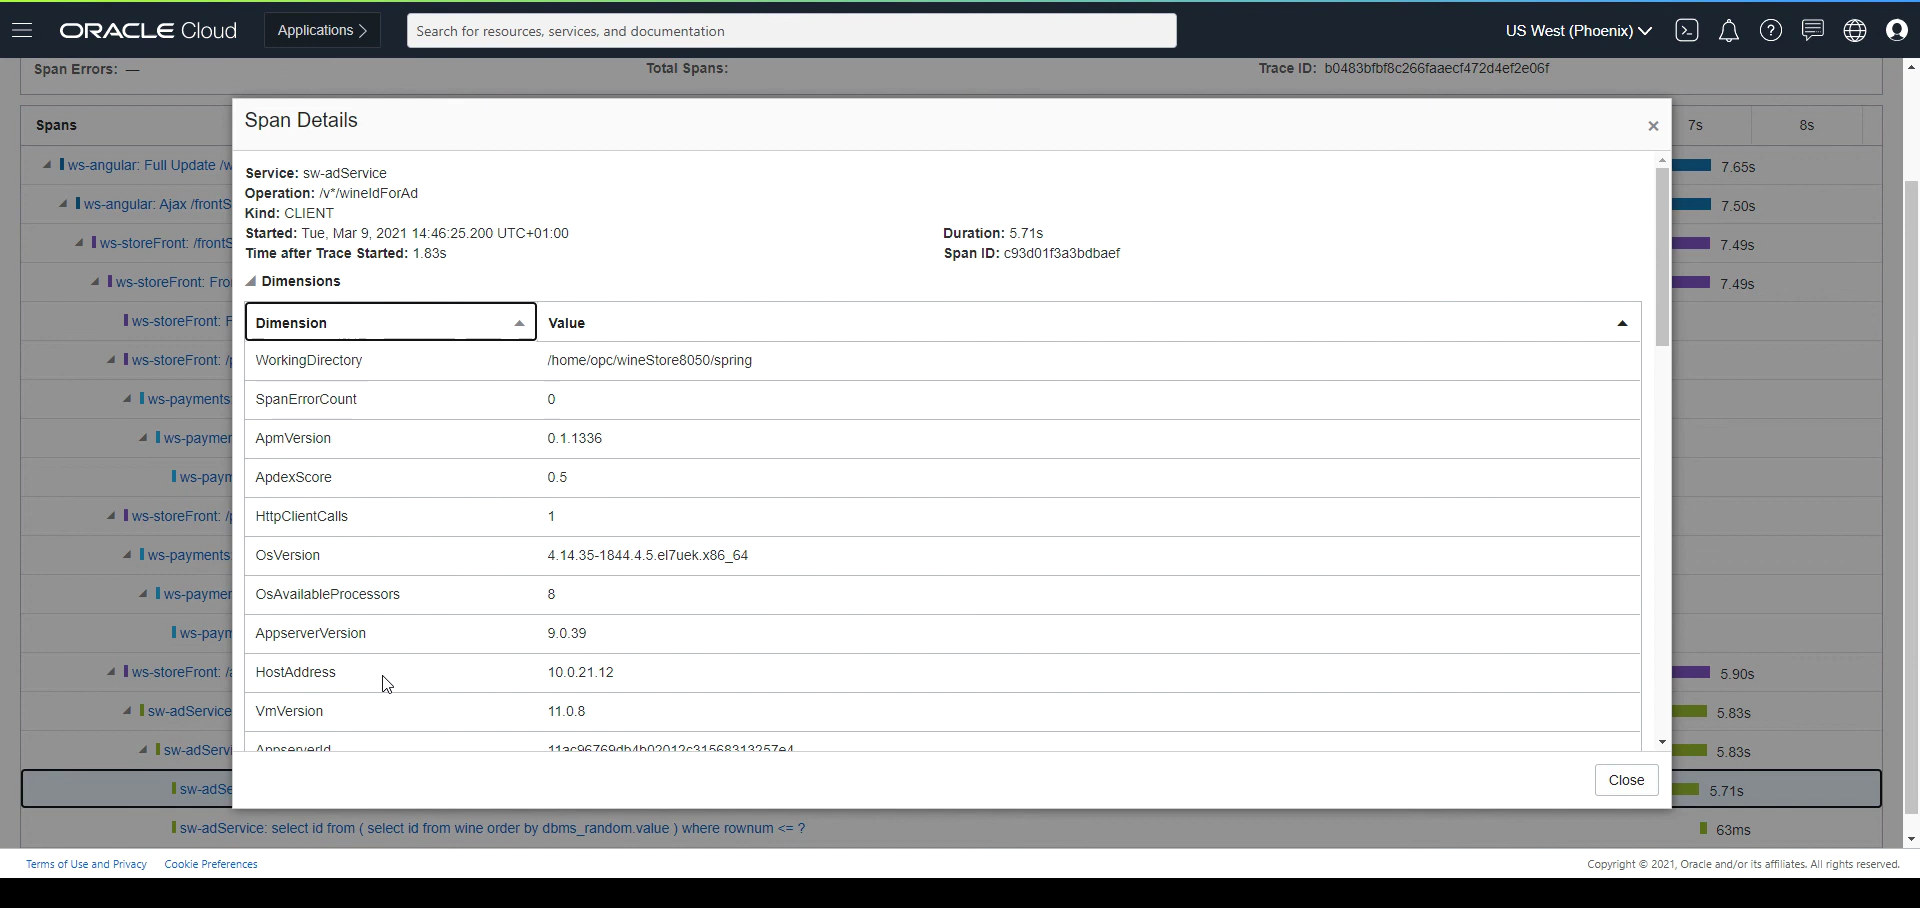 ORACLE Cloud
Applications
Search for resources, services, and documentation
US West (Phoenix)
Span Errors: —
Total Spans:
Trace ID: b0483bfbf8c266faaecf472d4ef2e06f
Spans
7s
8s
Span Details
×
Service: sw-adService
Operation: /v*/wineIdForAd
Kind: CLIENT
Started: Tue, Mar 9, 2021 14:46:25.200 UTC+01:00
Duration: 5.71s
Time after Trace Started: 1.83s
Span ID: c93d01f3a3bdbaef
Dimensions
Dimension
Value
WorkingDirectory
/home/opc/wineStore8050/spring
SpanErrorCount
0
ApmVersion
0.1.1336
ApdexScore
0.5
HttpClientCalls
1
OsVersion
4.14.35-1844.4.5.el7uek.x86_64
OsAvailableProcessors
8
AppserverVersion
9.0.39
HostAddress
10.0.21.12
VmVersion
11.0.8
AppserverId
11ac96769db4b02012c31568313257e4
Close
ws-angular: Full Update /w
7.65s
ws-angular: Ajax /frontS
7.50s
ws-storeFront: /frontS
7.49s
ws-storeFront: Fro
7.49s
ws-storeFront: F
ws-storeFront: /p
ws-payments
ws-paymer
ws-paym
ws-storeFront: /p
ws-payments
ws-paymer
ws-paym
ws-storeFront: /a
5.90s
sw-adService
5.83s
sw-adServi
5.83s
sw-adSe
5.71s
sw-adService: select id from ( select id from wine order by dbms_random.value ) where rownum <= ?
63ms
Terms of Use and Privacy
Cookie Preferences
Copyright © 2021, Oracle and/or its affiliates. All rights reserved.